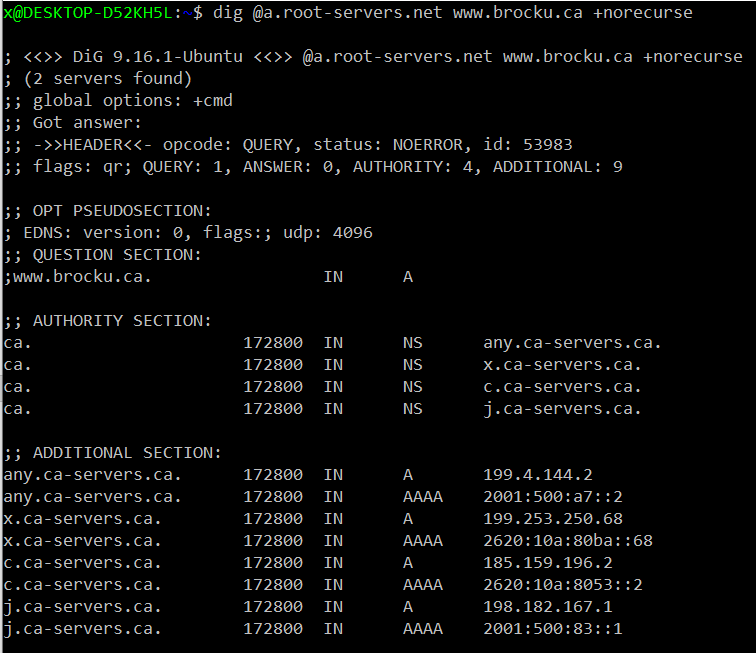 x@DESKTOP-D52KH5L:~$ dig @a.root-servers.net www.brocku.ca +norecurse
; <<>> DiG 9.16.1-Ubuntu <<>> @a.root-servers.net www.brocku.ca +norecurse
; (2 servers found)
;; global options: +cmd
;; Got answer:
;; ->>HEADER<<- opcode: QUERY, status: NOERROR, id: 53983
;; flags: qr; QUERY: 1, ANSWER: 0, AUTHORITY: 4, ADDITIONAL: 9
;; OPT PSEUDOSECTION:
; EDNS: version: 0, flags:; udp: 4096
;; QUESTION SECTION:
;www.brocku.ca. IN A
;; AUTHORITY SECTION:
ca. 172800 IN NS any.ca-servers.ca.
ca. 172800 IN NS x.ca-servers.ca.
ca. 172800 IN NS c.ca-servers.ca.
ca. 172800 IN NS j.ca-servers.ca.
;; ADDITIONAL SECTION:
any.ca-servers.ca. 172800 IN A 199.4.144.2
any.ca-servers.ca. 172800 IN AAAA 2001:500:a7::2
x.ca-servers.ca. 172800 IN A 199.253.250.68
x.ca-servers.ca. 172800 IN AAAA 2620:10a:80ba::68
c.ca-servers.ca. 172800 IN A 185.159.196.2
c.ca-servers.ca. 172800 IN AAAA 2620:10a:8053::2
j.ca-servers.ca. 172800 IN A 198.182.167.1
j.ca-servers.ca. 172800 IN AAAA 2001:500:83::1